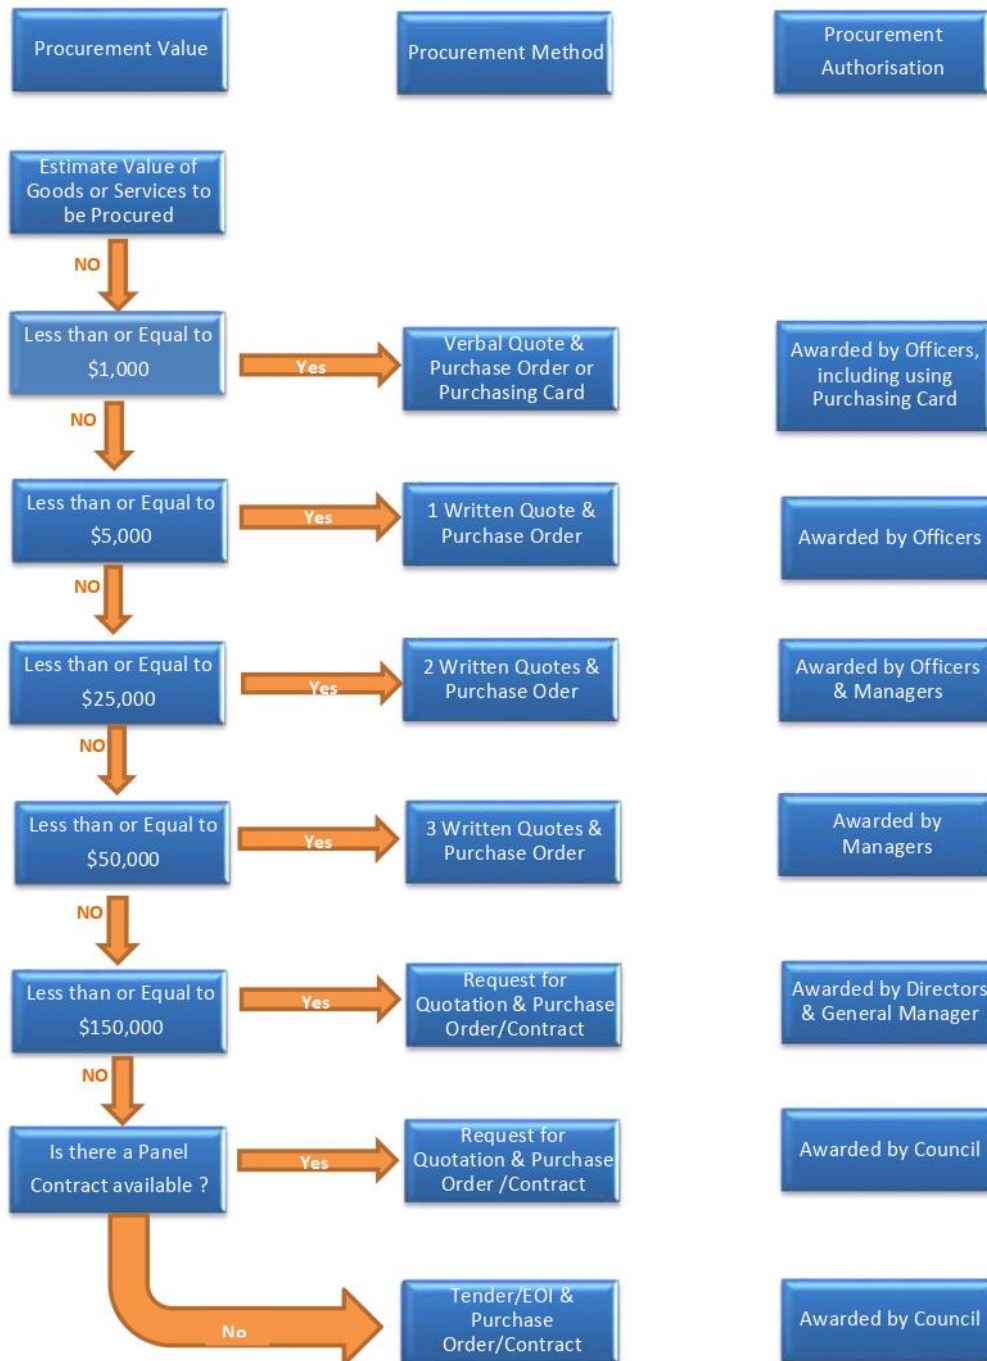 Procurement Value
Procurement Method
Procurement
Authorisation
Estimate Value of
Goods or Services to
be Procured
NO
Less than or Equal to
$1,000
Yes
Verbal Quote &
Purchase Order or
Purchasing Card
Awarded by Officers,
including using
Purchasing Card
NO
Less than or Equal to
$5,000
Yes
1 Written Quote &
Purchase Order
Awarded by Officers
NO
Less than or Equal to
$25,000
Yes
2 Written Quotes &
Purchase Oder
Awarded by Officers
& Managers
NO
Less than or Equal to
$50,000
Yes
3 Written Quotes &
Purchase Order
Awarded by
Managers
NO
Less than or Equal to
$150,000
Yes
Request for
Quotation & Purchase
Order/Contract
Awarded by Directors
& General Manager
NO
Is there a Panel
Contract available ?
Yes
Request for
Quotation & Purchase
Order /Contract
Awarded by Council
No
Tender/EOI &
Purchase
Order/Contract
Awarded by Council